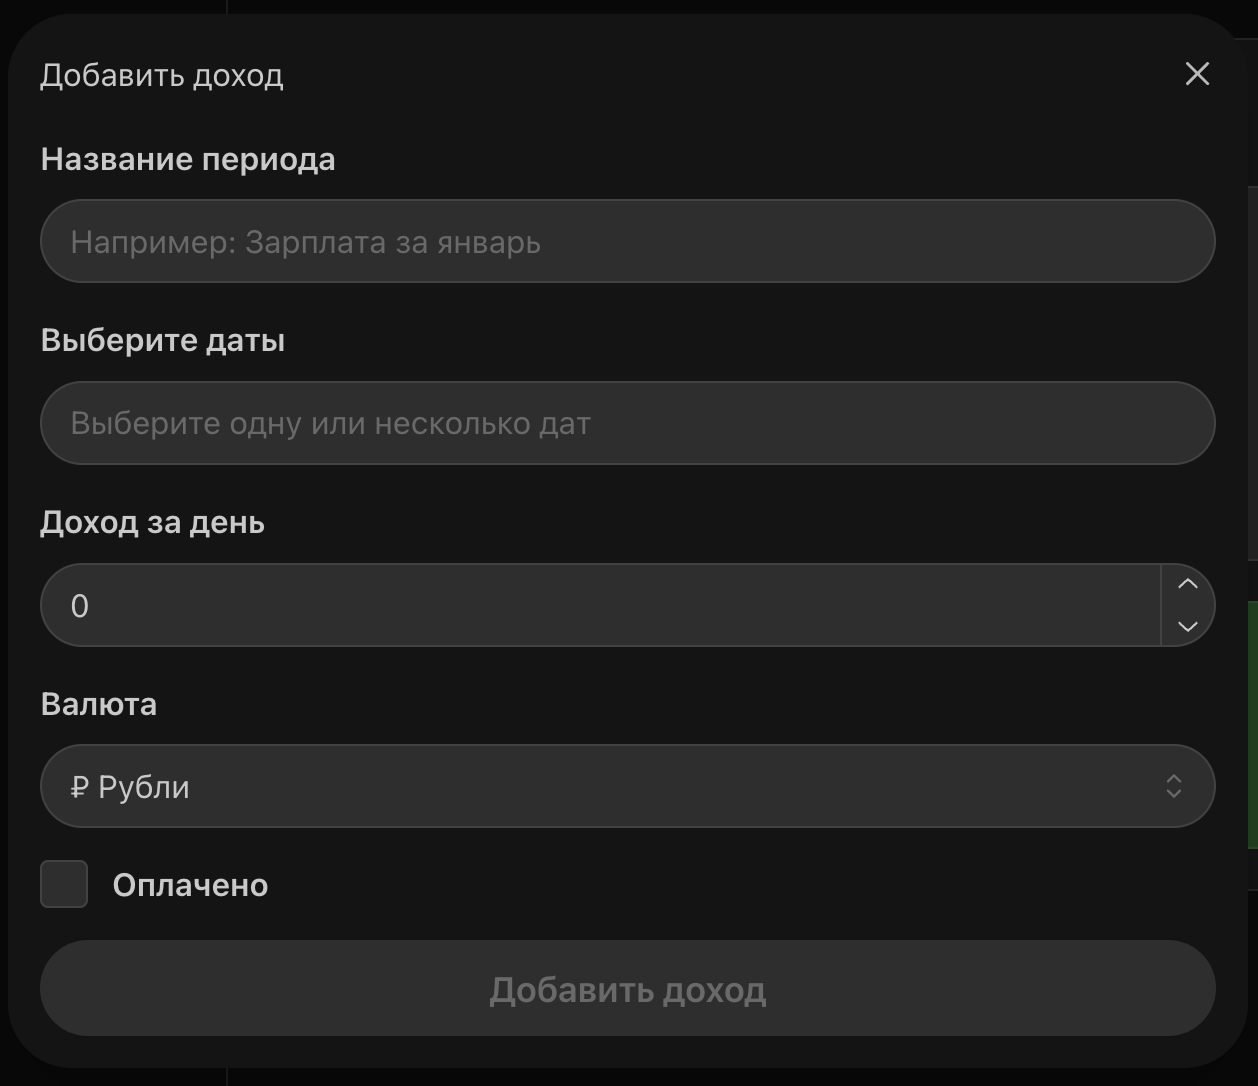 Добавить доход
Название периода
Например: Зарплата за январь
Выберите даты
Выберите одну или несколько дат
Доход за день
0
Валюта
₽ Рубли
Оплачено
Добавить доход